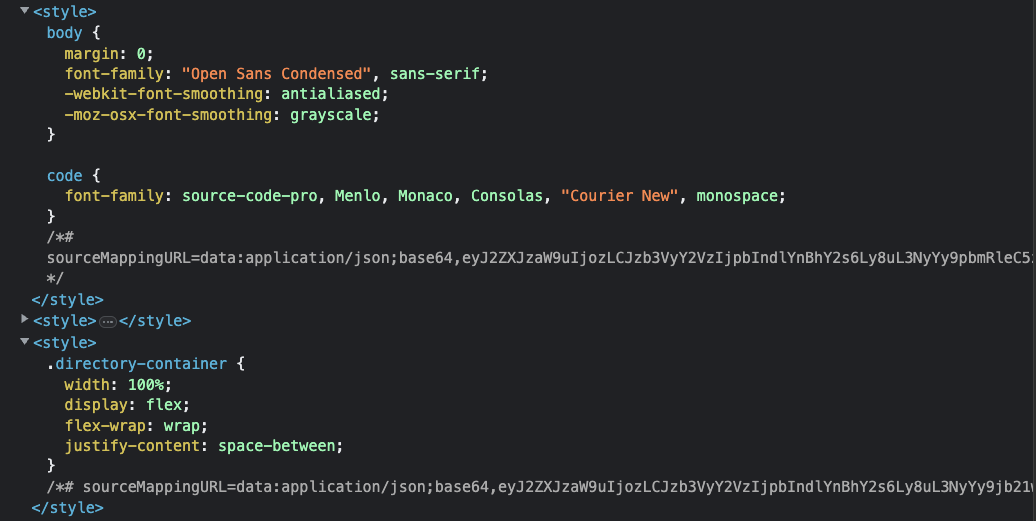 <style>
body {
margin: 0;
font-family: "Open Sans Condensed", sans-serif;
-webkit-font-smoothing: antialiased;
-moz-osx-font-smoothing: grayscale;
}
code {
font-family: source-code-pro, Menlo, Monaco, Consolas, "Courier New", monospace;
}
/*#
sourceMappingURL=data:application/json;base64,eyJ2ZXJzaW9uIjozLCJzb3VyY2VzIjpbIndlYnBhY2s6Ly8uL3NyYy9pbmRleC5
*/
</style>
<style>…</style>
<style>
.directory-container {
width: 100%;
display: flex;
flex-wrap: wrap;
justify-content: space-between;
}
/*# sourceMappingURL=data:application/json;base64,eyJ2ZXJzaW9uIjozLCJzb3VyY2VzIjpbIndlYnBhY2s6Ly8uL3NyYy9jb21
</style>